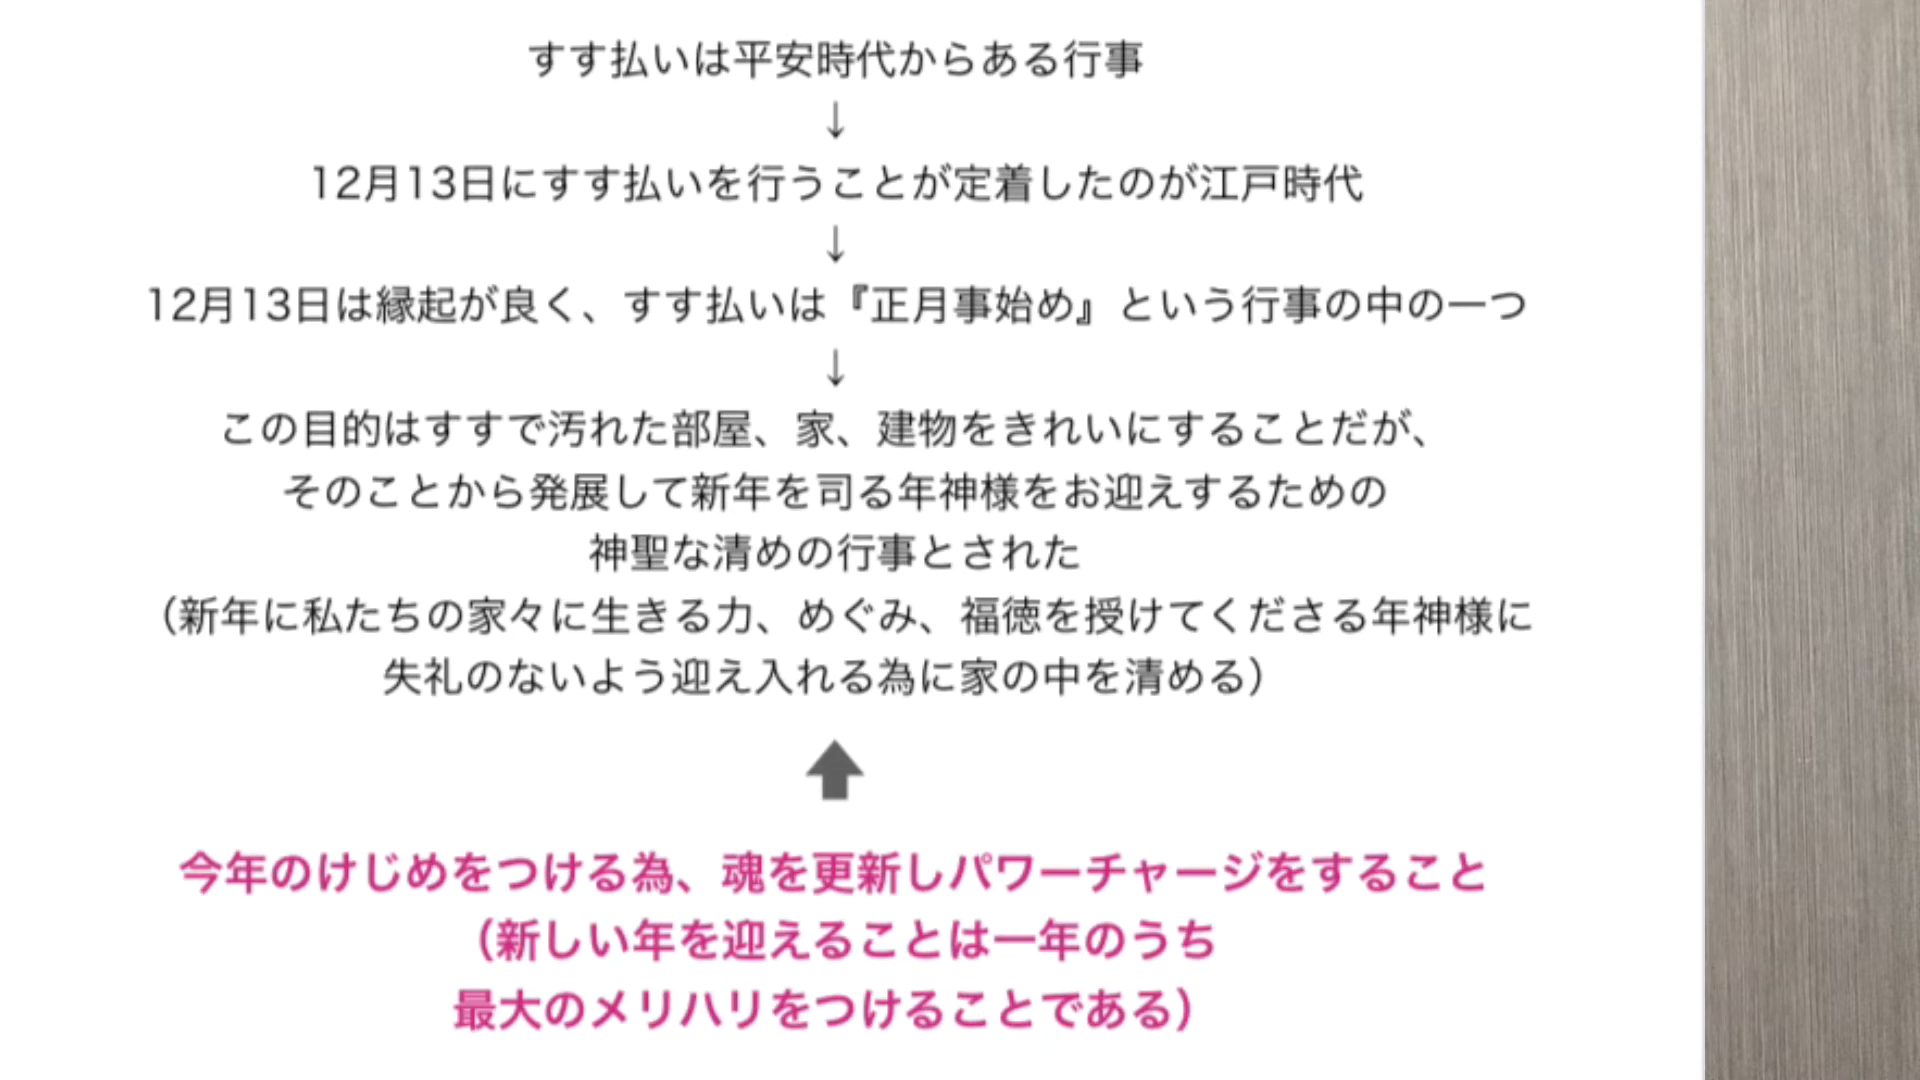 すす払いは平安時代からある行事
↓
12月13日にすす払いを行うことが定着したのが江戸時代
↓
12月13日は縁起が良く、すす払いは『正月事始め』という行事の中の一つ
↓
この目的はすすで汚れた部屋、家、建物をきれいにすることだが、
そのことから発展して新年を司る年神様をお迎えするための
神聖な清めの行事とされた
（新年に私たちの家々に生きる力、めぐみ、福徳を授けてくださる年神様に
失礼のないよう迎え入れる為に家の中を清める）
今年のけじめをつける為、魂を更新しパワーチャージをすること
（新しい年を迎えることは一年のうち
最大のメリハリをつけることである）